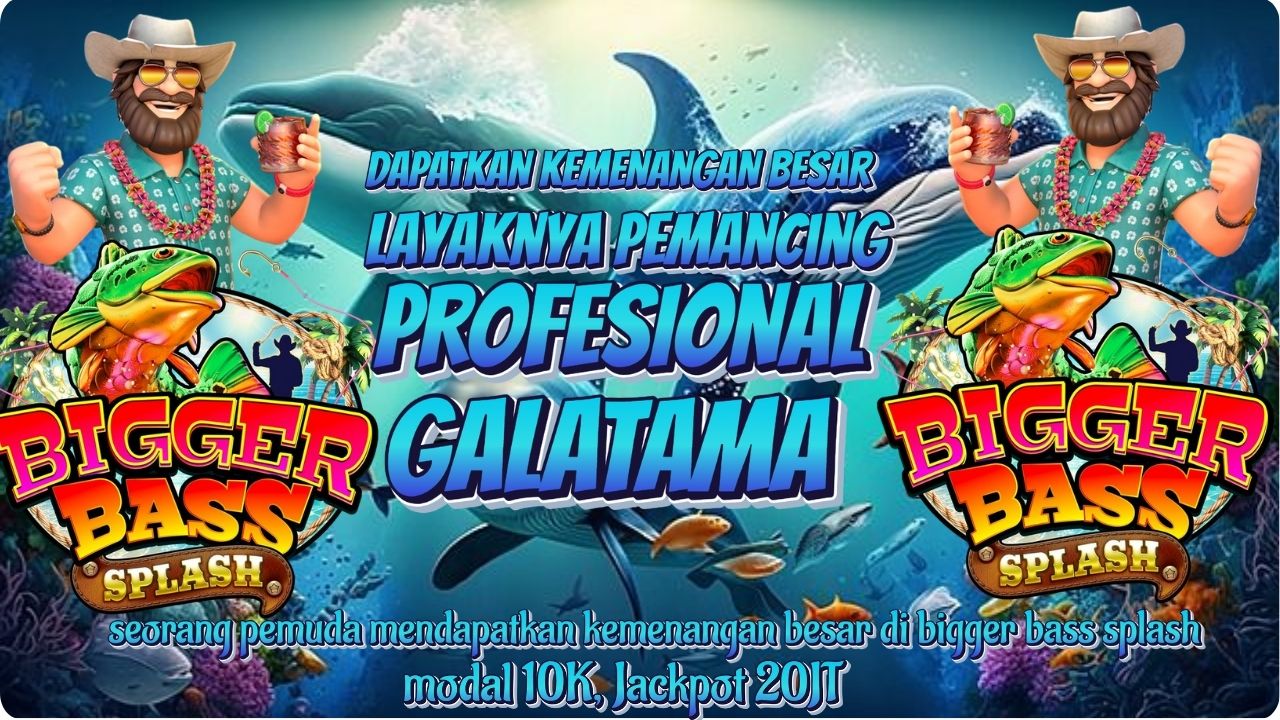 DAPATKAN KEMENANGAN BESAR
LAYAKNYA PEMANCING
PROFESIONAL
GALATAMA
BIGGER
BASS
SPLASH
BIGGER
BASS
SPLASH
seorang pemuda mendapatkan kemenangan besar di bigger bass splash
modal 10K, Jackpot 20JT